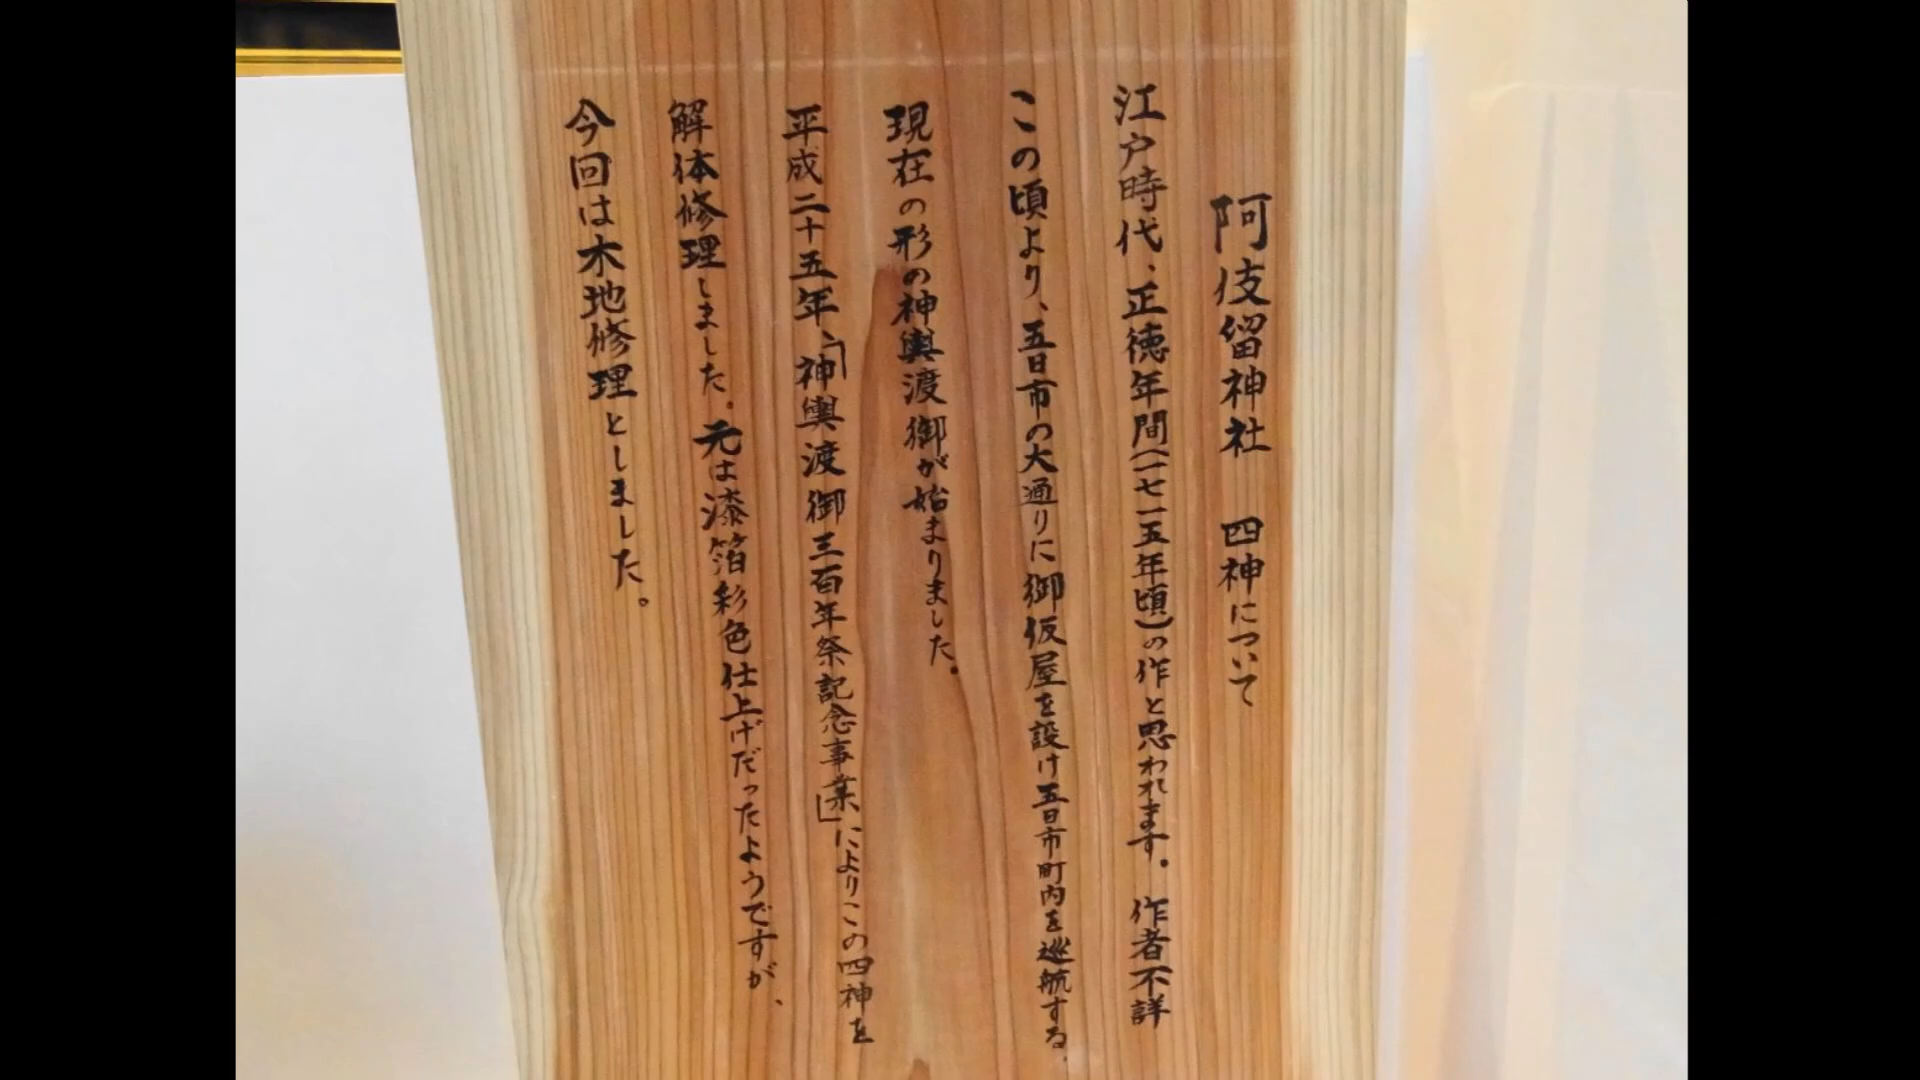 阿伎留神社　四神について
江戸時代、正徳年間(一七一五年頃)の作と思われます。作者不詳
この頃より、五日市の大通りに御仮屋を設け五日市町内を巡航する、
現在の形の神輿渡御が始まりました。
平成二十五年、「神輿渡御三百年祭記念事業」によりこの四神を
解体修理しました。元は漆箔彩色仕上げだったようですが、
今回は木地修理としました。